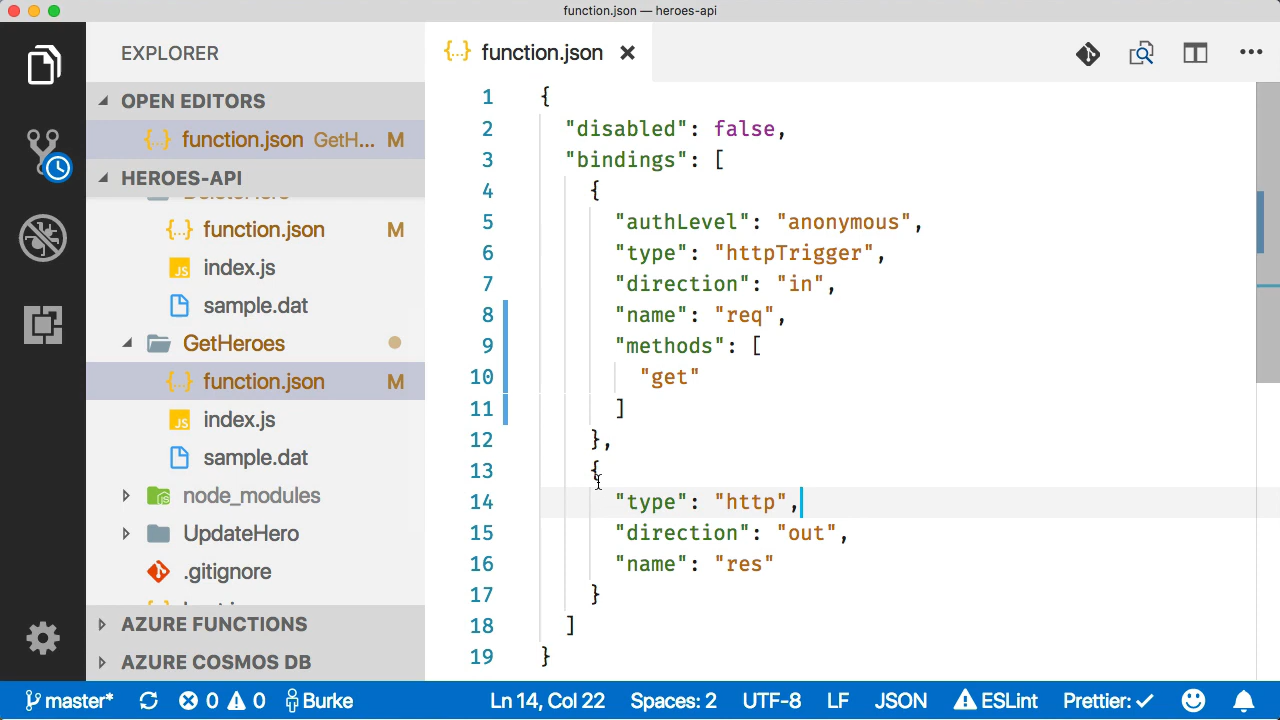 function.json — heroes-api
EXPLORER
OPEN EDITORS
{..} function.json GetH... M
HEROES-API
{..} function.json M
JS index.js
sample.dat
GetHeroes
{..} function.json M
JS index.js
sample.dat
node_modules
UpdateHero
.gitignore
AZURE FUNCTIONS
AZURE COSMOS DB
{..} function.json ×
•••
1 {
2 "disabled": false,
3 "bindings": [
4 {
5 "authLevel": "anonymous",
6 "type": "httpTrigger",
7 "direction": "in",
8 "name": "req",
9 "methods": [
10 "get"
11 ]
12 },
13 {
14 "type": "http",
15 "direction": "out",
16 "name": "res"
17 }
18 ]
19 }
master* 0 0 Burke Ln 14, Col 22 Spaces: 2 UTF-8 LF JSON ESLint Prettier: ✓